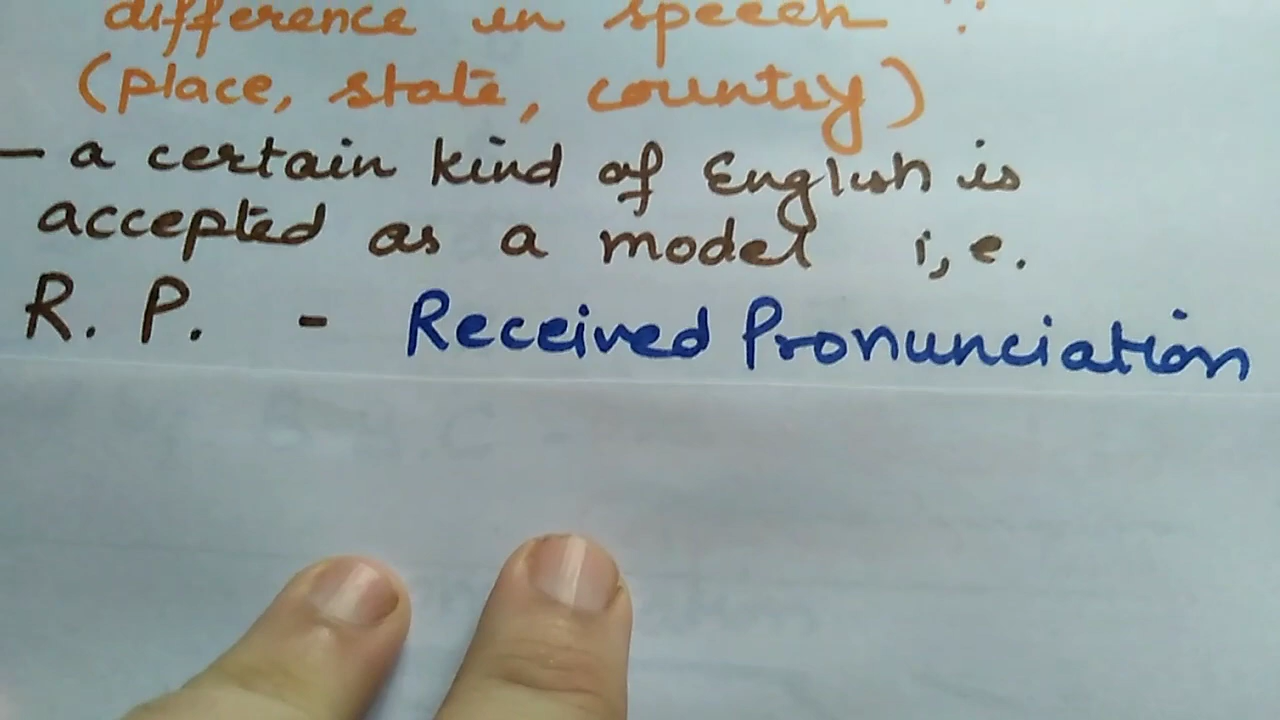 difference in speech ∵
(place, state, country)
- a certain kind of English is
accepted as a model i,e.
R. P. - Received Pronunciation